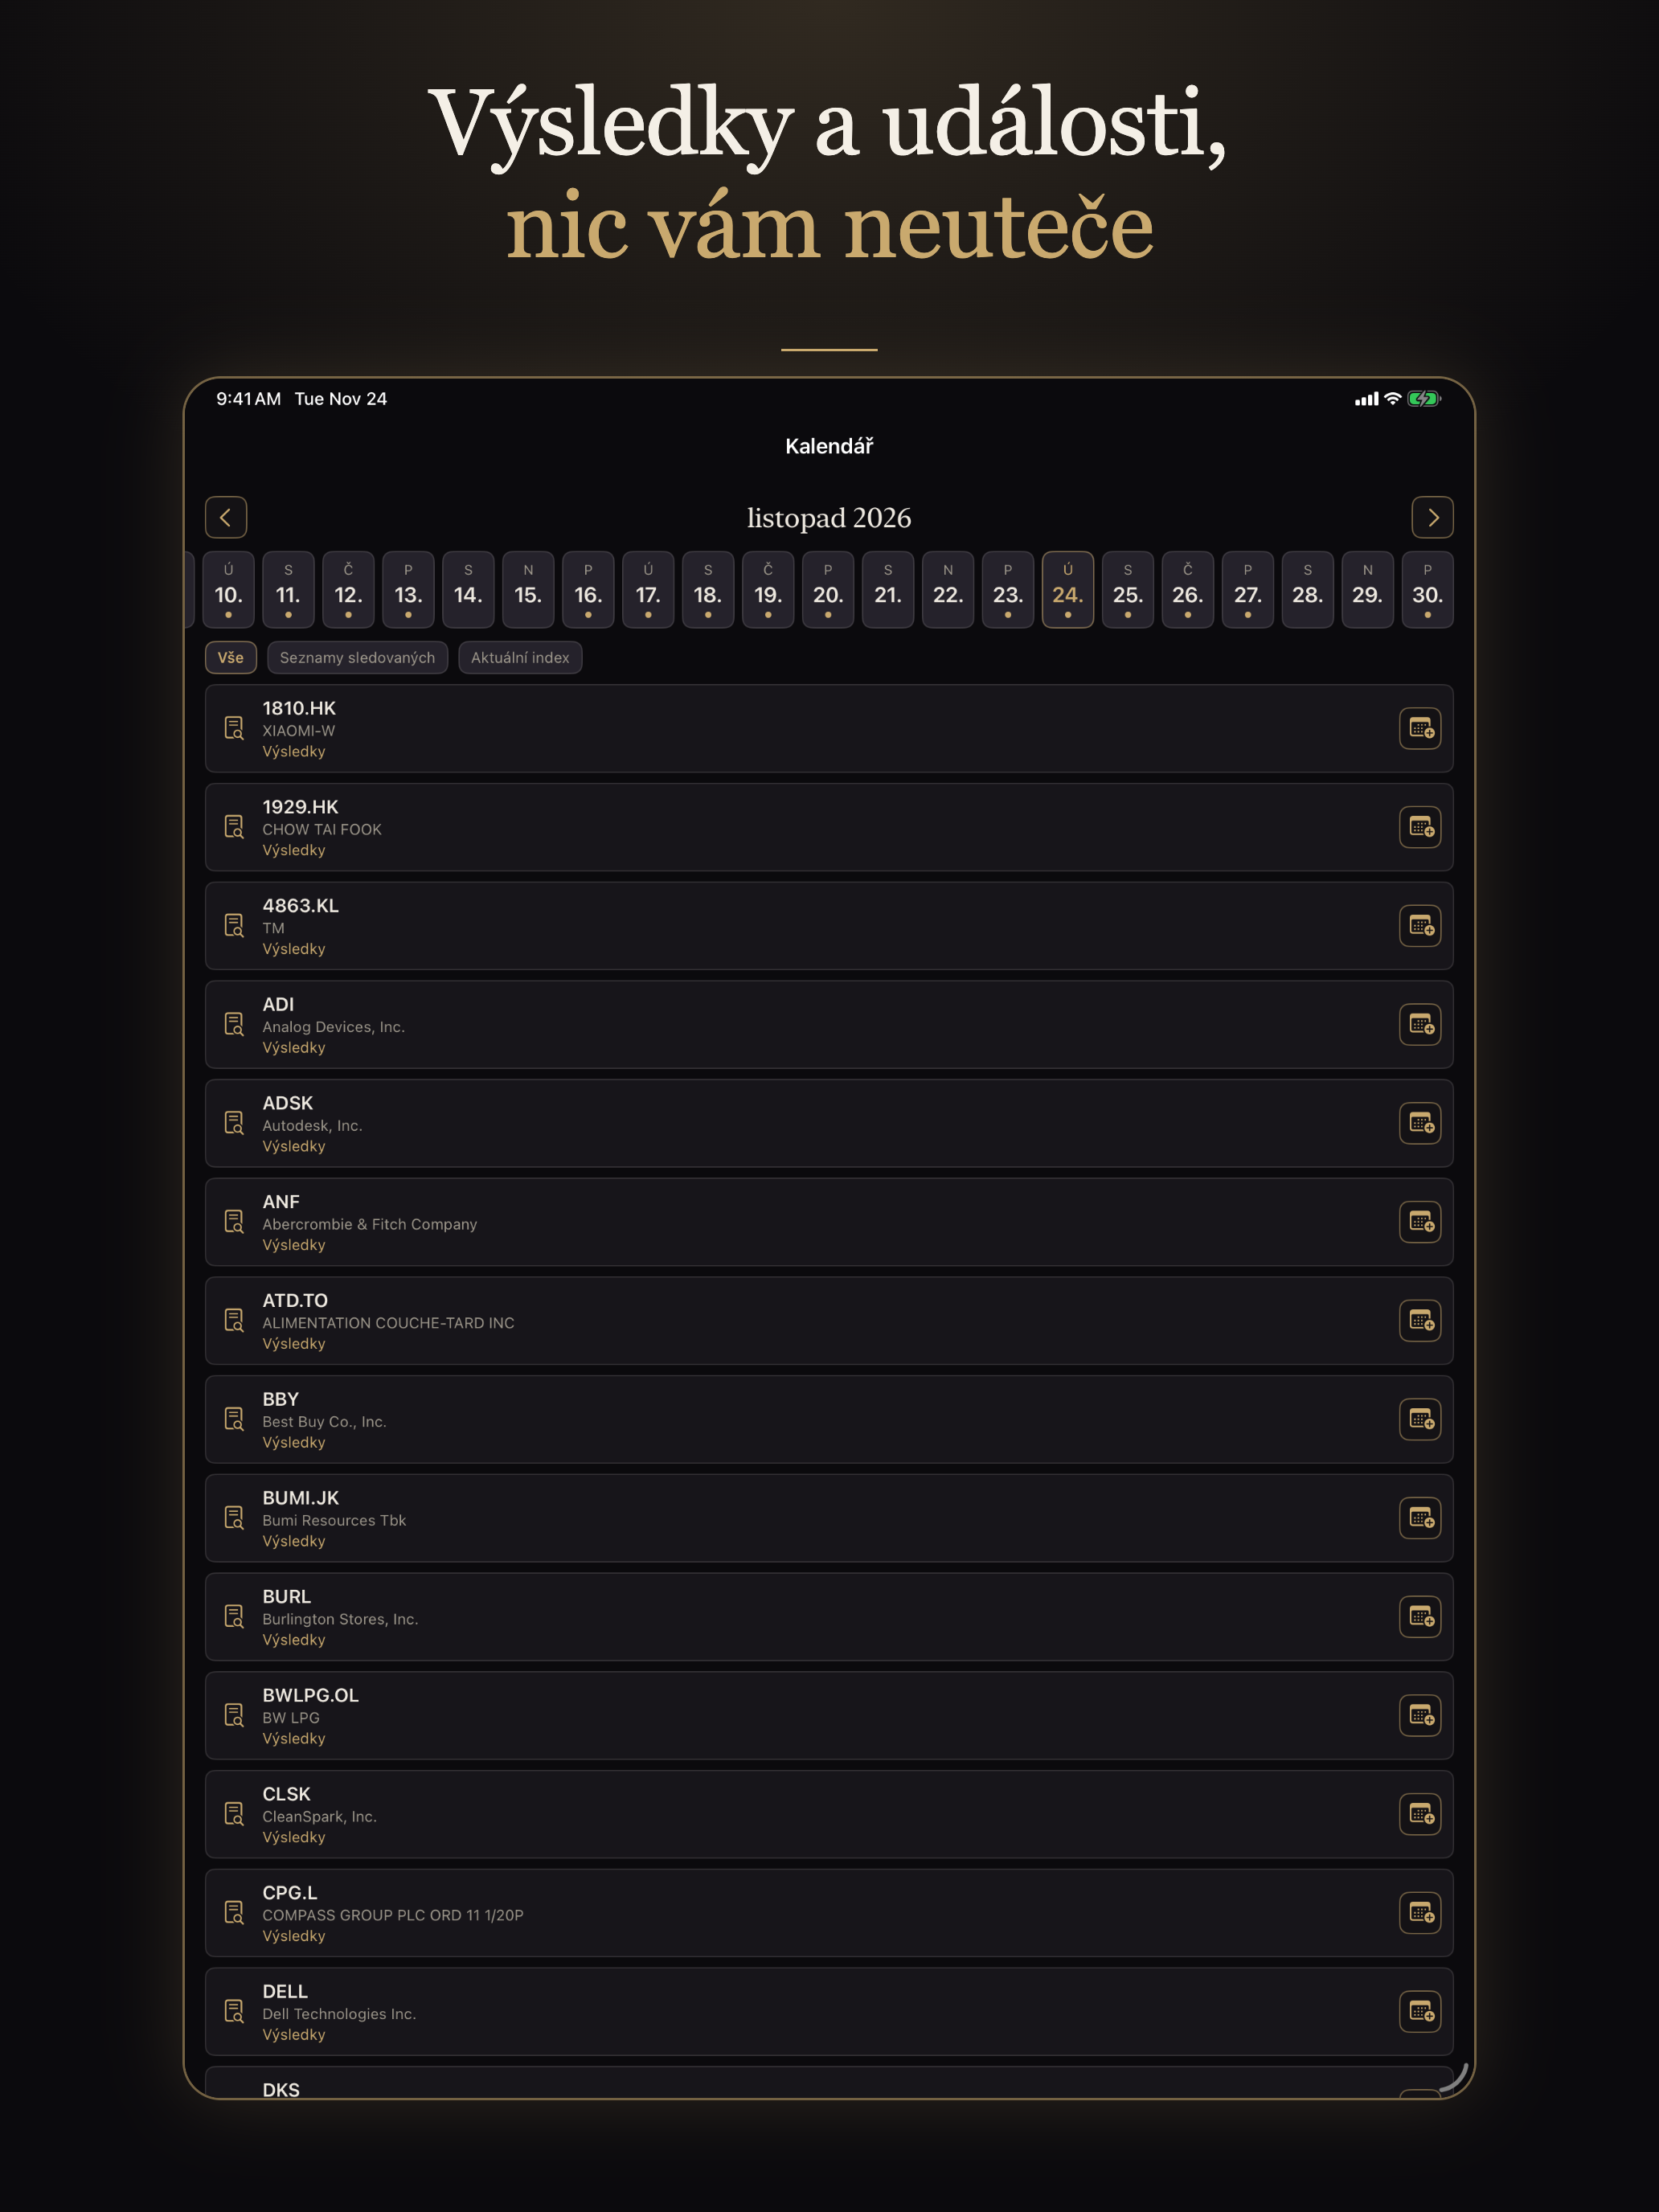 Výsledky a události,
nic vám neuteče
9:41 AM Tue Nov 24
Kalendář
listopad 2026
Ú S Č P S N P Ú S Č P S N P Ú S Č P S N P
10. 11. 12. 13. 14. 15. 16. 17. 18. 19. 20. 21. 22. 23. 24. 25. 26. 27. 28. 29. 30.
Vše Seznamy sledovaných Aktuální index
1810.HK
XIAOMI-W
Výsledky
1929.HK
CHOW TAI FOOK
Výsledky
4863.KL
TM
Výsledky
ADI
Analog Devices, Inc.
Výsledky
ADSK
Autodesk, Inc.
Výsledky
ANF
Abercrombie & Fitch Company
Výsledky
ATD.TO
ALIMENTATION COUCHE-TARD INC
Výsledky
BBY
Best Buy Co., Inc.
Výsledky
BUMI.JK
Bumi Resources Tbk
Výsledky
BURL
Burlington Stores, Inc.
Výsledky
BWLPG.OL
BW LPG
Výsledky
CLSK
CleanSpark, Inc.
Výsledky
CPG.L
COMPASS GROUP PLC ORD 11 1/20P
Výsledky
DELL
Dell Technologies Inc.
Výsledky
DKS